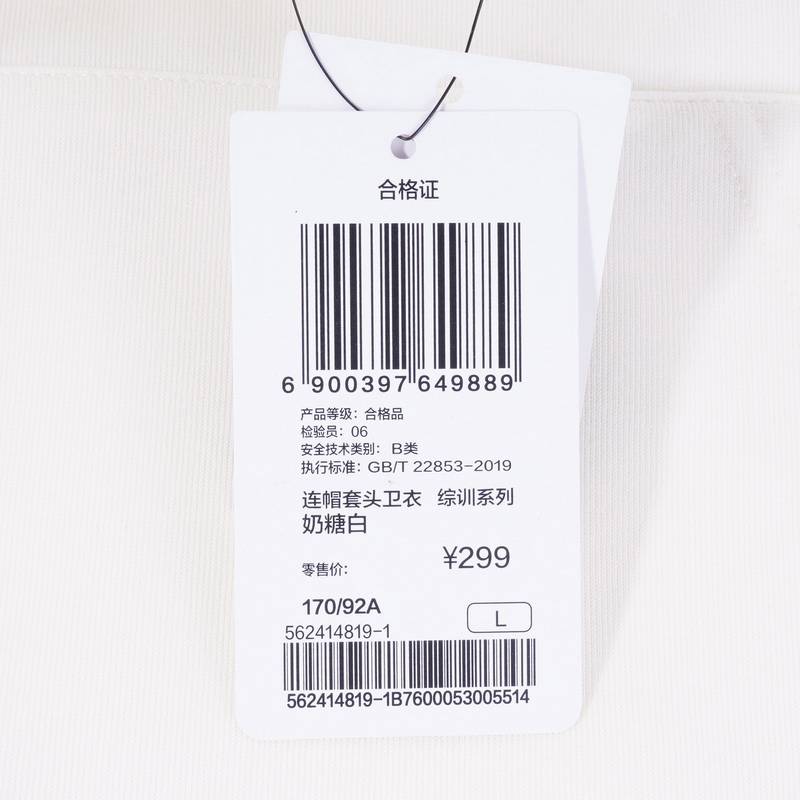 合格证
6 900397 649889
产品等级: 合格品
检验员: 06
安全技术类别: B类
执行标准: GB/T 22853-2019
连帽套头卫衣 综训系列
奶糖白
零售价: ¥299
170/92A
562414819-1 L
562414819-1B7600053005514